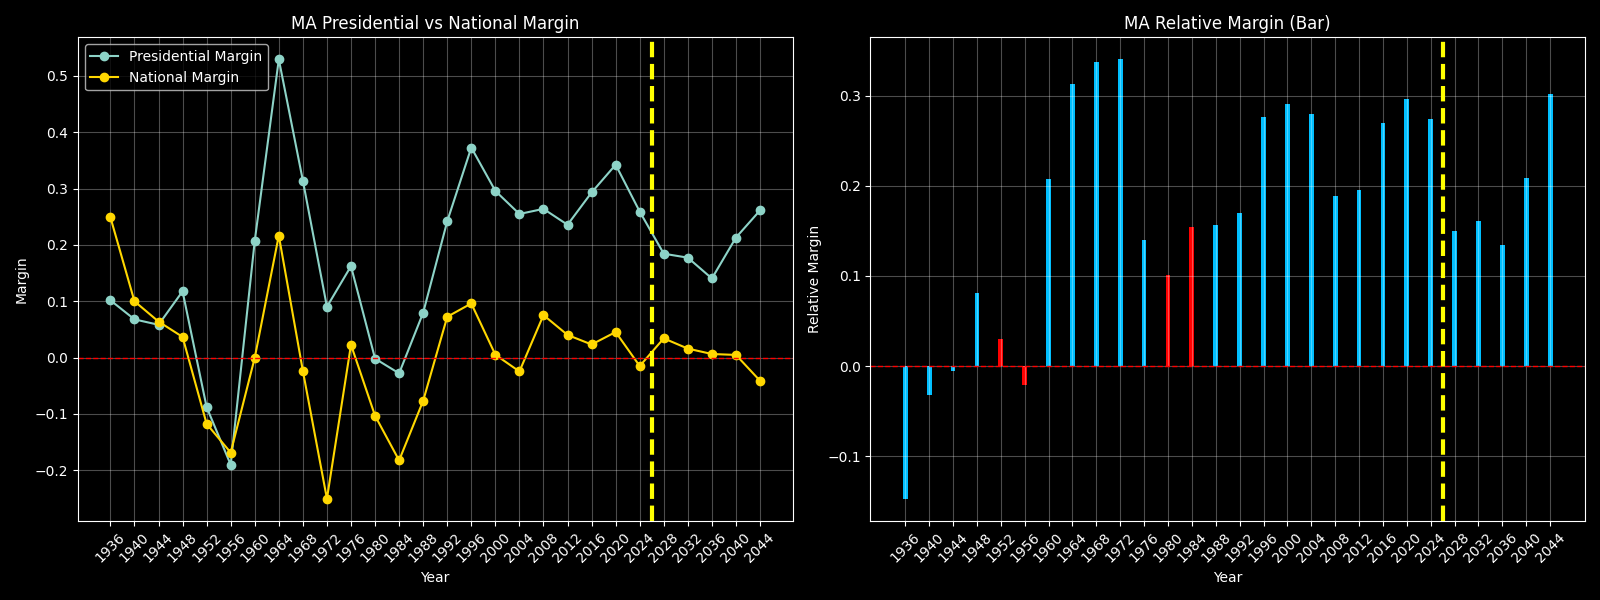 MA Presidential vs National Margin
Presidential Margin
National Margin
Margin
0.5
0.4
0.3
0.2
0.1
0.0
−0.1
−0.2
1936 1940 1944 1948 1952 1956 1960 1964 1968 1972 1976 1980 1984 1988 1992 1996 2000 2004 2008 2012 2016 2020 2024 2028 2032 2036 2040 2044
Year
MA Relative Margin (Bar)
Relative Margin
0.3
0.2
0.1
0.0
−0.1
1936 1940 1944 1948 1952 1956 1960 1964 1968 1972 1976 1980 1984 1988 1992 1996 2000 2004 2008 2012 2016 2020 2024 2028 2032 2036 2040 2044
Year